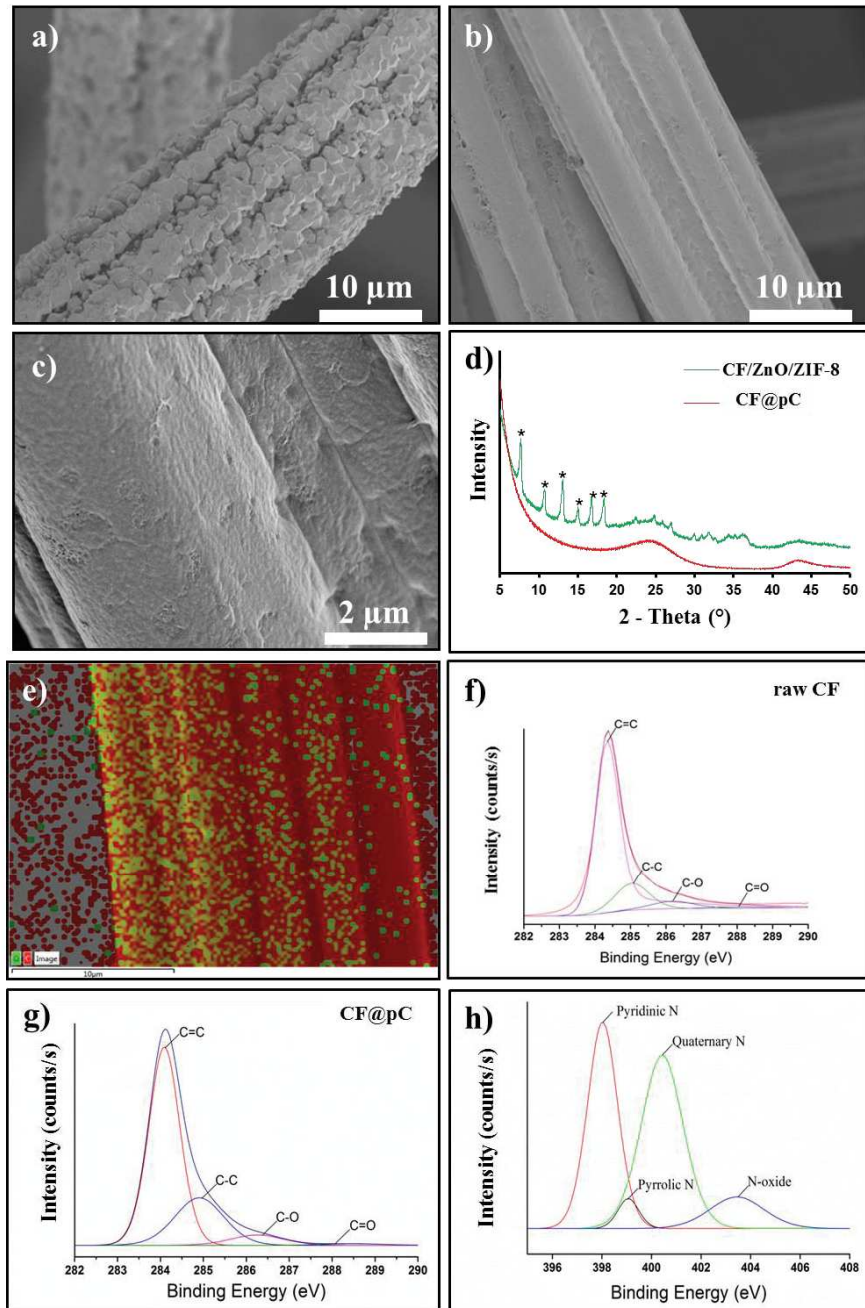 a)
10 µm
b)
10 µm
c)
2 µm
d)
CF/ZnO/ZIF-8
CF@pC
* * * * * *
Intensity
5 10 15 20 25 30 35 40 45 50
2 - Theta (°)
e)
Image
10µm
f)
raw CF
C=C
C-C
C-O
C=O
Intensity (counts/s)
282 283 284 285 286 287 288 289 290
Binding Energy (eV)
g)
CF@pC
C=C
C-C
C-O
C=O
Intensity (counts/s)
282 283 284 285 286 287 288 289 290
Binding Energy (eV)
h)
Pyridinic N
Quaternary N
Pyrrolic N
N-oxide
Intensity (counts/s)
396 398 400 402 404 406 408
Binding Energy (eV)